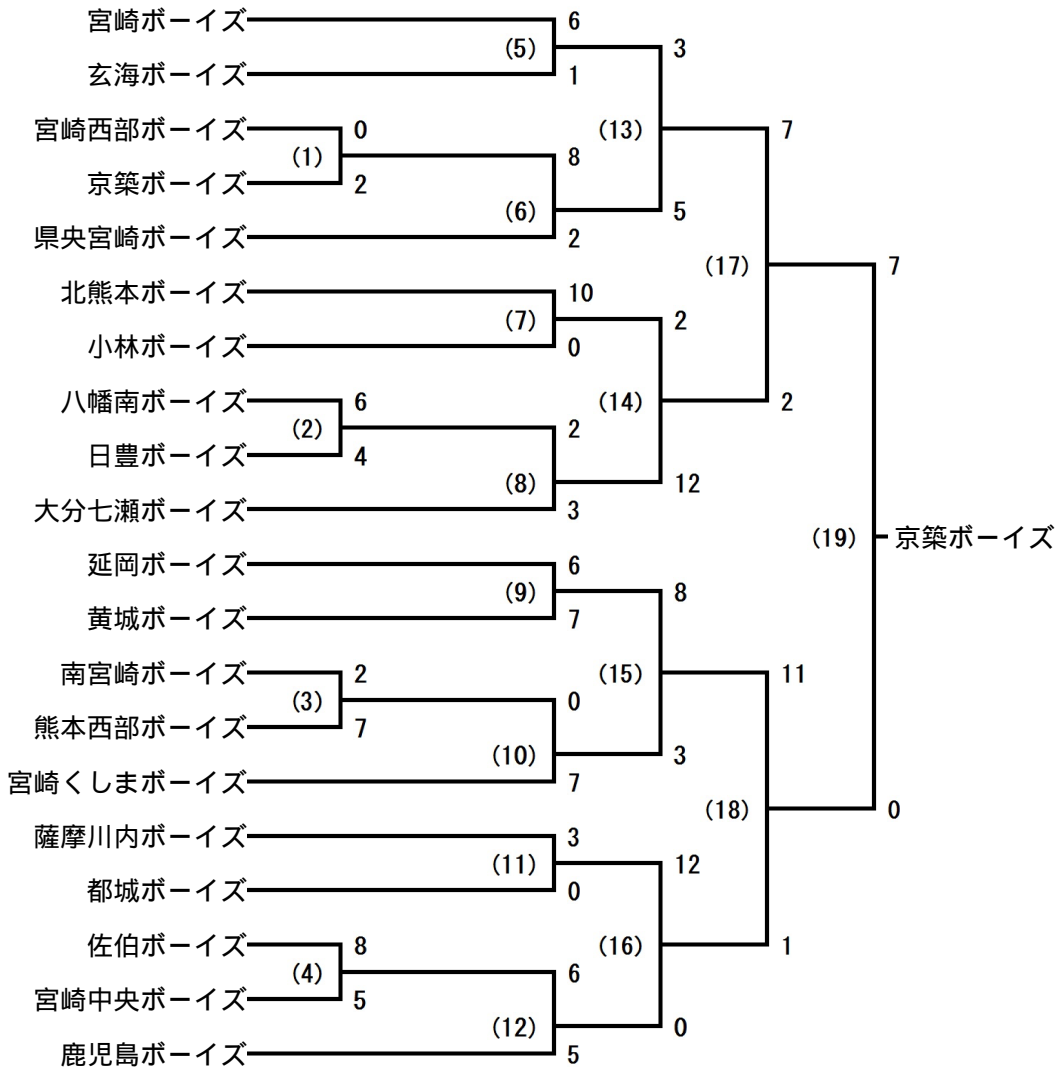 宮崎ボーイズ
6
(5)
3
玄海ボーイズ
1
宮崎西部ボーイズ
0
(13)
7
(1)
8
京築ボーイズ
2
(6)
5
県央宮崎ボーイズ
2
(17)
7
北熊本ボーイズ
10
(7)
2
小林ボーイズ
0
八幡南ボーイズ
6
(14)
2
(2)
2
日豊ボーイズ
4
(8)
12
大分七瀬ボーイズ
3
(19)
京築ボーイズ
延岡ボーイズ
6
(9)
8
黄城ボーイズ
7
南宮崎ボーイズ
2
(15)
11
(3)
0
熊本西部ボーイズ
7
(10)
3
宮崎くしまボーイズ
7
(18)
0
薩摩川内ボーイズ
3
(11)
12
都城ボーイズ
0
佐伯ボーイズ
8
(16)
1
(4)
6
宮崎中央ボーイズ
5
(12)
0
鹿児島ボーイズ
5